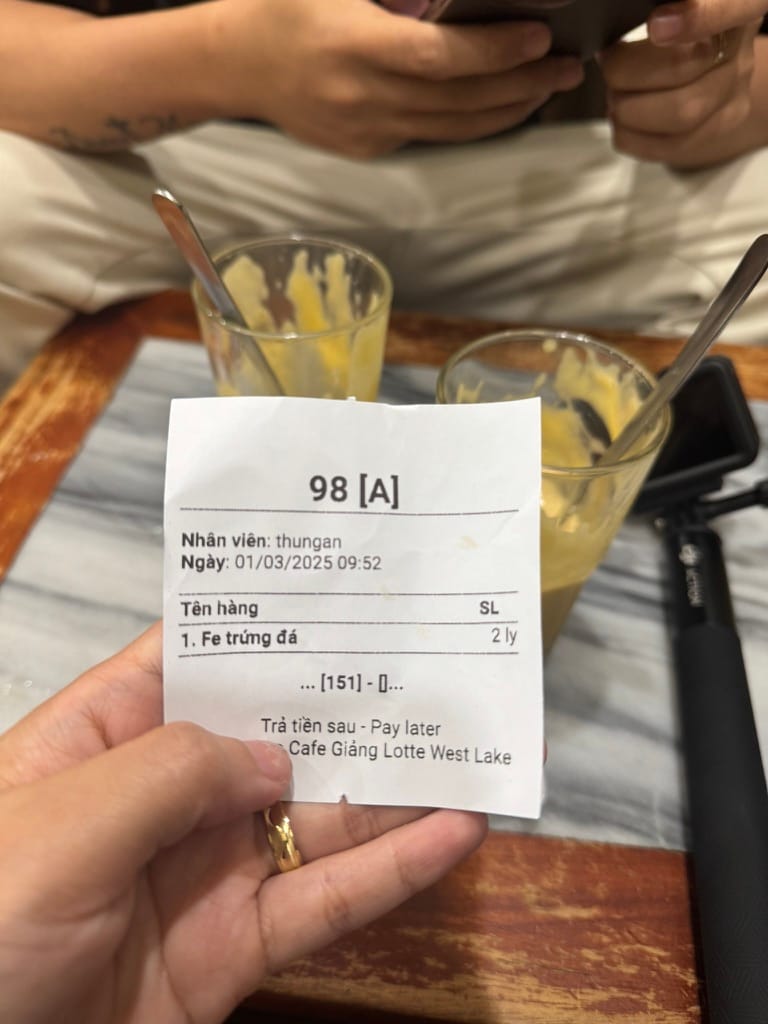 98 [A]
Nhân viên: thungan
Ngày: 01/03/2025 09:52
Tên hàng SL
1. Fe trứng đá 2 ly
... [151] - []...
Trả tiền sau - Pay later
Cafe Giảng Lotte West Lake